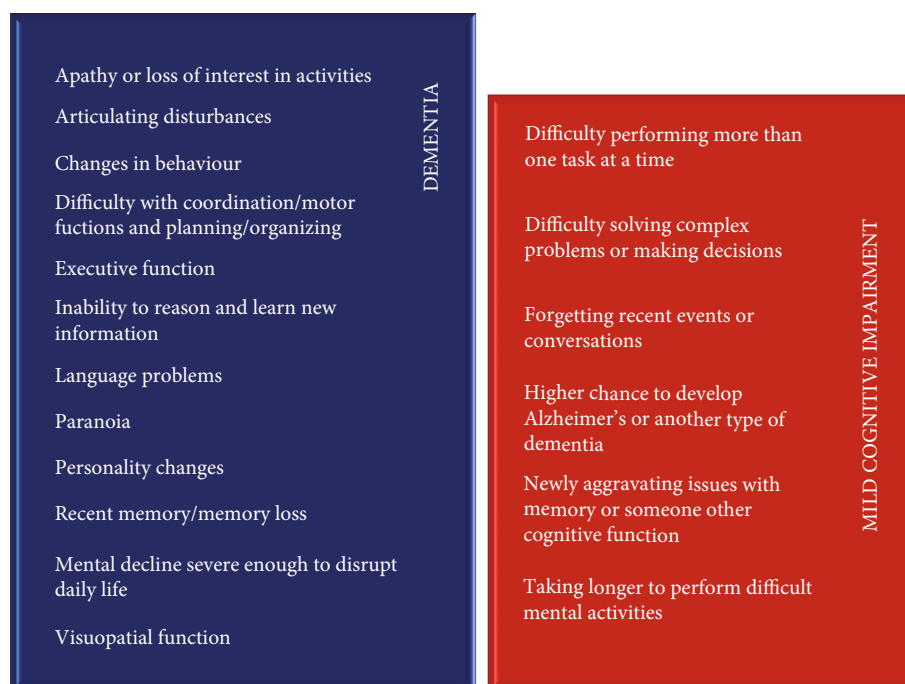 Apathy or loss of interest in activities
Articulating disturbances
Changes in behaviour
Difficulty with coordination/motor
fuctions and planning/organizing
Executive function
Inability to reason and learn new
information
Language problems
Paranoia
Personality changes
Recent memory/memory loss
Mental decline severe enough to disrupt
daily life
Visuopatial function
DEMENTIA
Difficulty performing more than
one task at a time
Difficulty solving complex
problems or making decisions
Forgetting recent events or
conversations
Higher chance to develop
Alzheimer's or another type of
dementia
Newly aggravating issues with
memory or someone other
cognitive function
Taking longer to perform difficult
mental activities
MILD COGNITIVE IMPAIRMENT